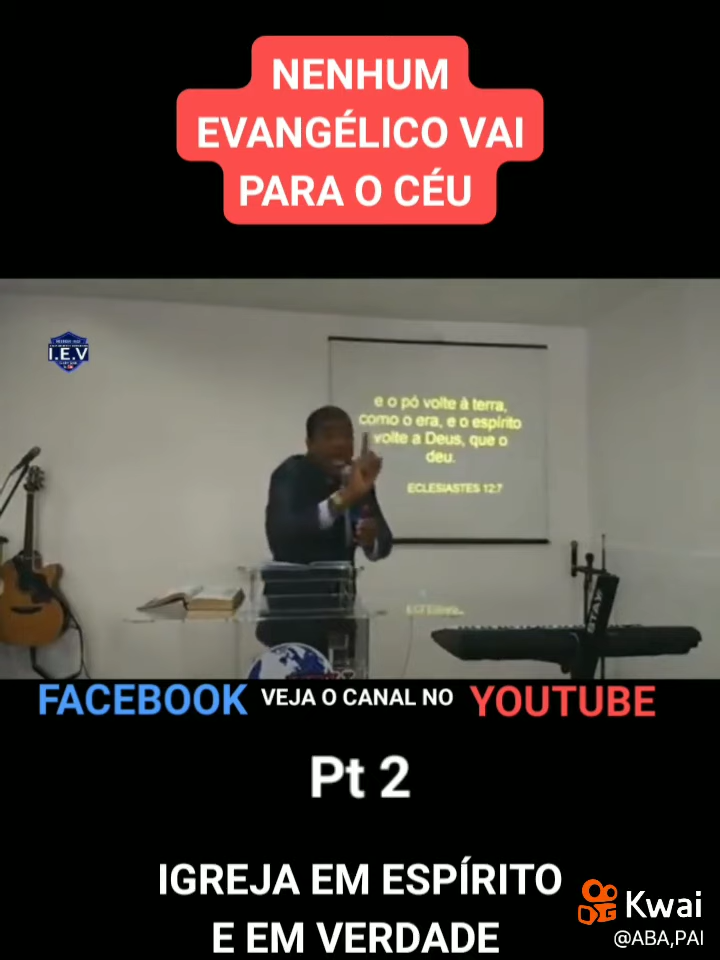 NENHUM
EVANGÉLICO VAI
PARA O CÉU
I.E.V
e o pó volte à terra,
como o era, e o espírito
volte a Deus, que o
deu.
ECLESIASTES 12:7
STAY
FACEBOOK VEJA O CANAL NO YOUTUBE
Pt 2
IGREJA EM ESPÍRITO
E EM VERDADE
Kwai
@ABA,PAI